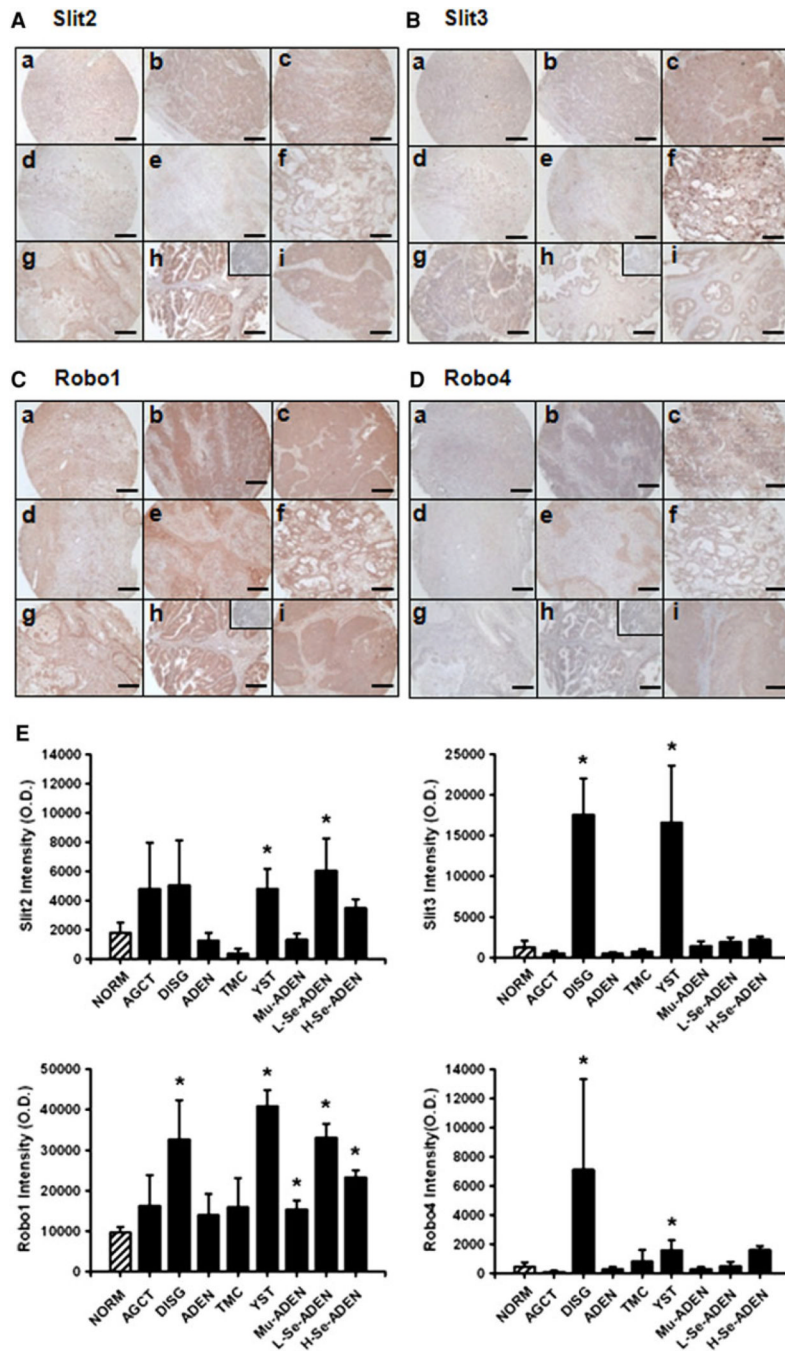 A Slit2
a b c
d e f
g h i
B Slit3
a b c
d e f
g h i
C Robo1
a b c
d e f
g h i
D Robo4
a b c
d e f
g h i
E
Slit2 Intensity (O.D.)
14000
12000
10000
8000
6000
4000
2000
0
* *
NORM AGCT DISG ADEN TMC YST Mu-ADEN L-Se-ADEN H-Se-ADEN
Slit3 Intensity (O.D.)
25000
20000
15000
10000
5000
0
* *
NORM AGCT DISG ADEN TMC YST Mu-ADEN L-Se-ADEN H-Se-ADEN
Robo1 Intensity (O.D.)
50000
40000
30000
20000
10000
0
* * * * *
NORM AGCT DISG ADEN TMC YST Mu-ADEN L-Se-ADEN H-Se-ADEN
Robo4 Intensity(O.D.)
14000
12000
10000
8000
6000
4000
2000
0
* *
NORM AGCT DISG ADEN TMC YST Mu-ADEN L-Se-ADEN H-Se-ADEN